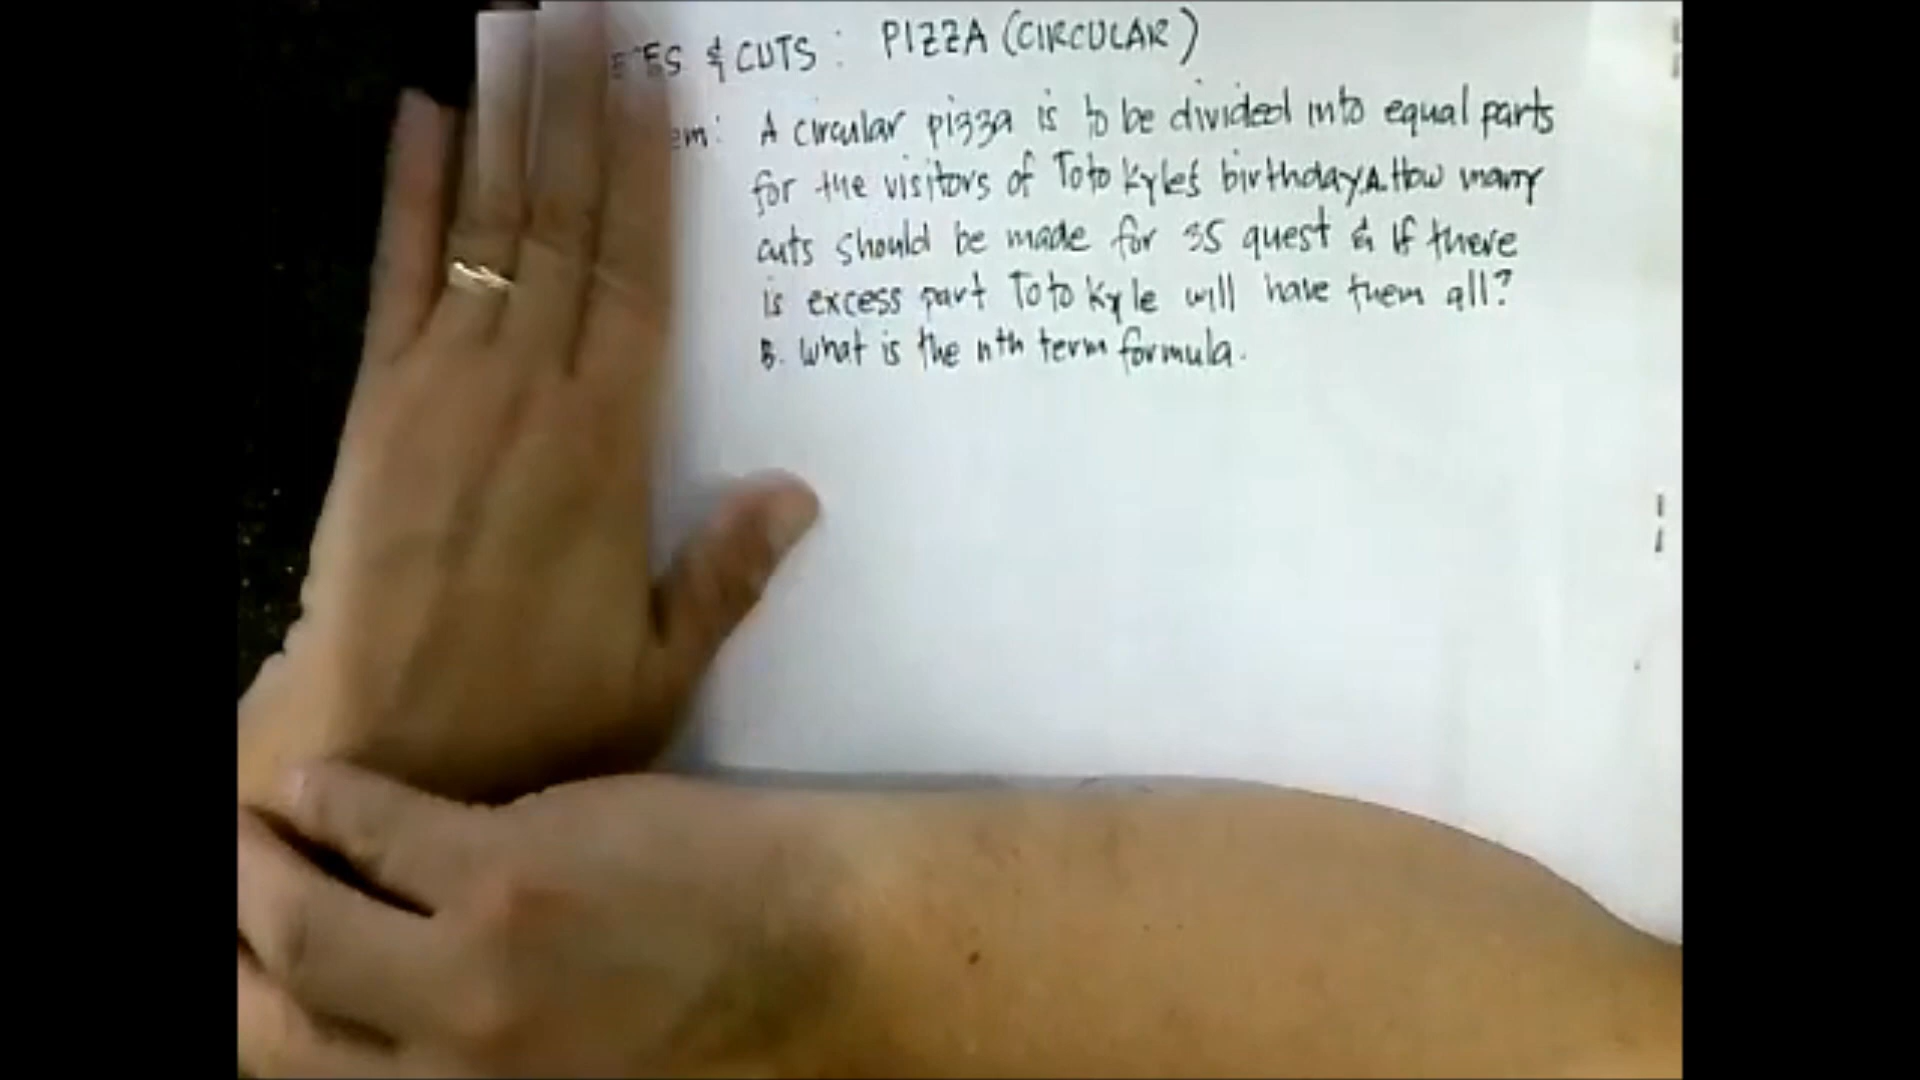 & CUTS : PIZZA (CIRCULAR)
em: A circular pizza is to be divided into equal parts
for the visitors of Toto Kyle's birthday. A. How many
cuts should be made for 35 quest & if there
is excess part Toto Kyle will have them all?
B. What is the nth term formula.